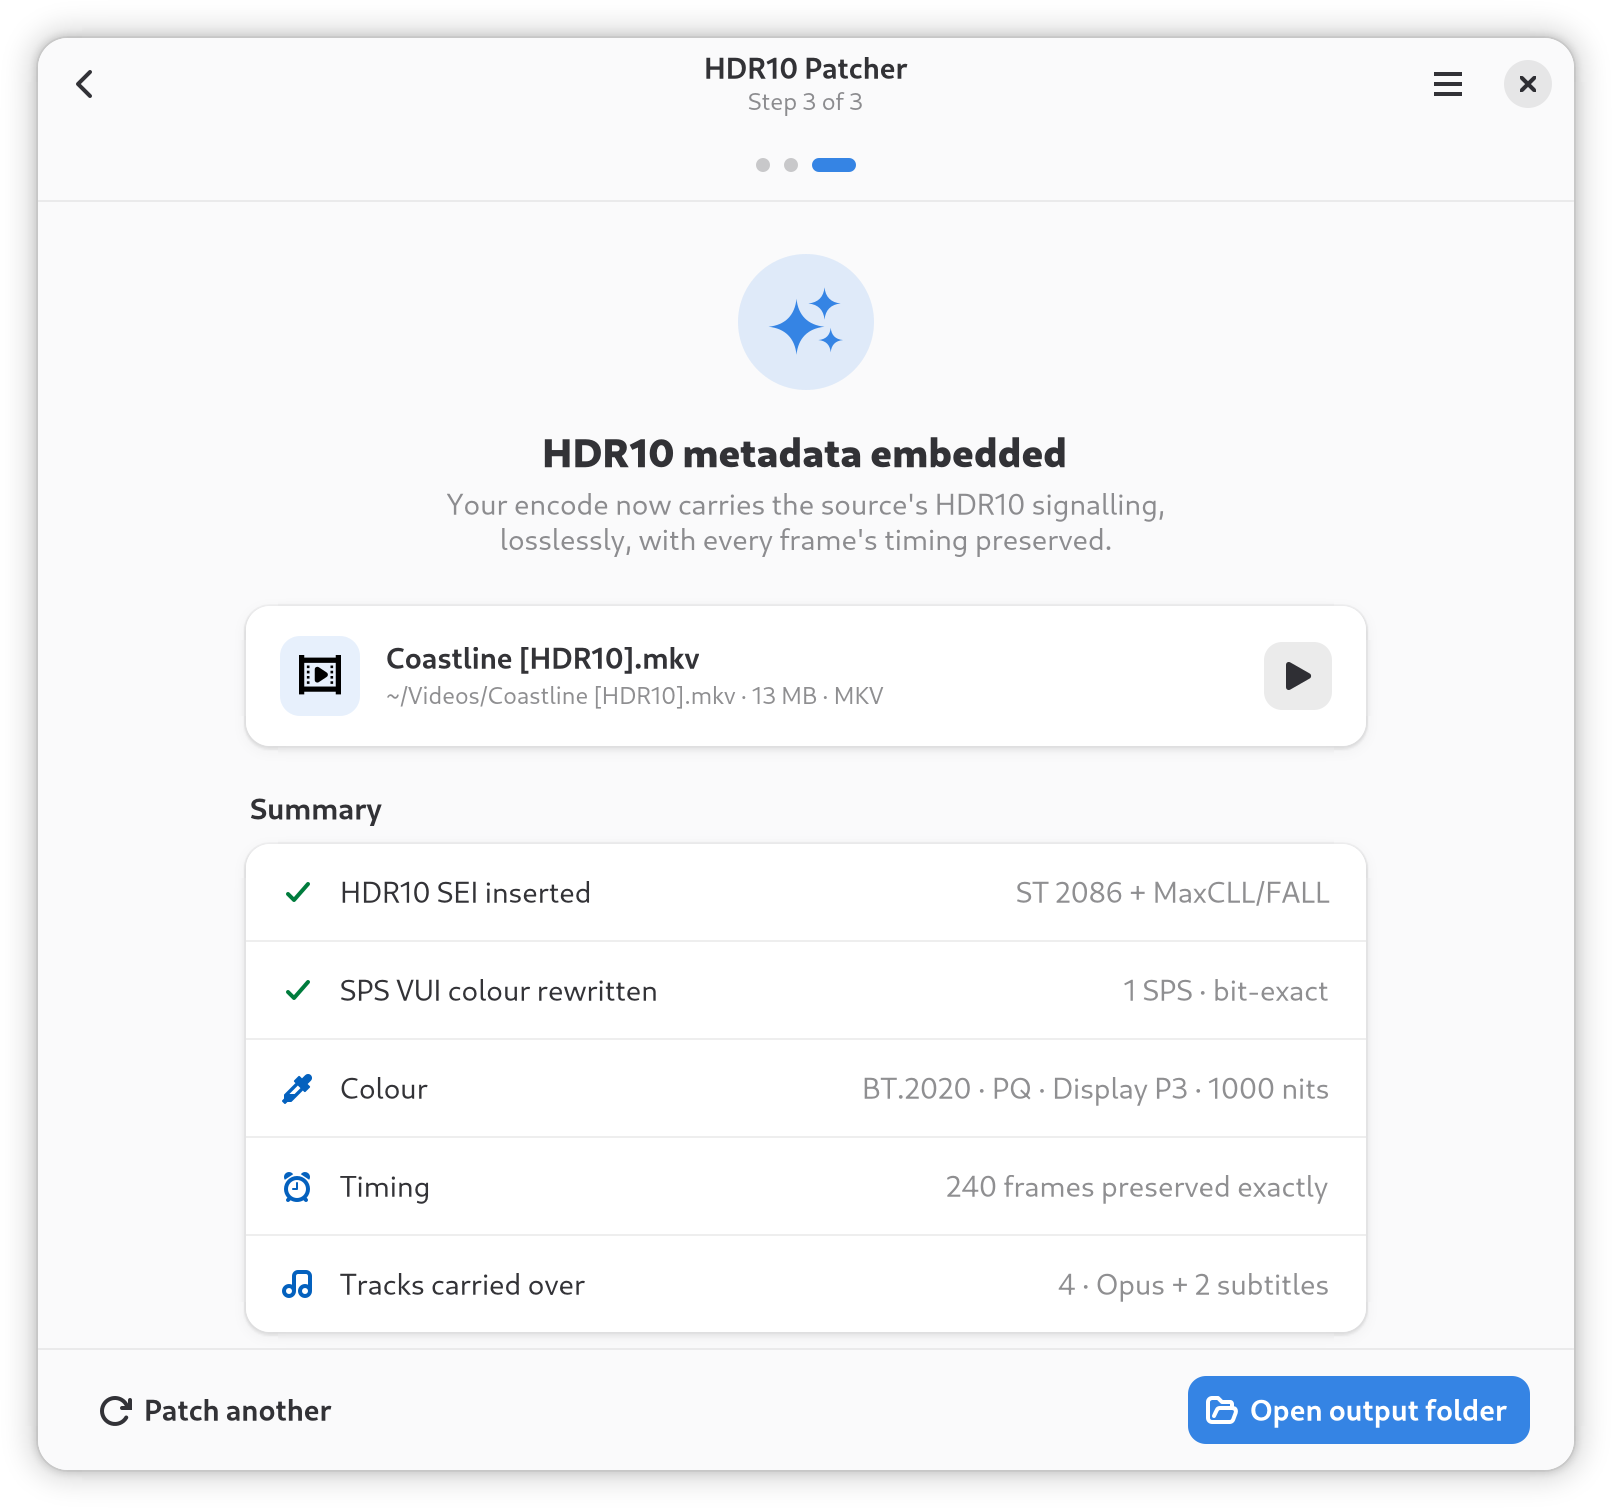 HDR10 Patcher
Step 3 of 3
HDR10 metadata embedded
Your encode now carries the source's HDR10 signalling,
losslessly, with every frame's timing preserved.
Coastline [HDR10].mkv
~/Videos/Coastline [HDR10].mkv · 13 MB · MKV
Summary
HDR10 SEI inserted ST 2086 + MaxCLL/FALL
SPS VUI colour rewritten 1 SPS · bit-exact
Colour BT.2020 · PQ · Display P3 · 1000 nits
Timing 240 frames preserved exactly
Tracks carried over 4 · Opus + 2 subtitles
Patch another Open output folder